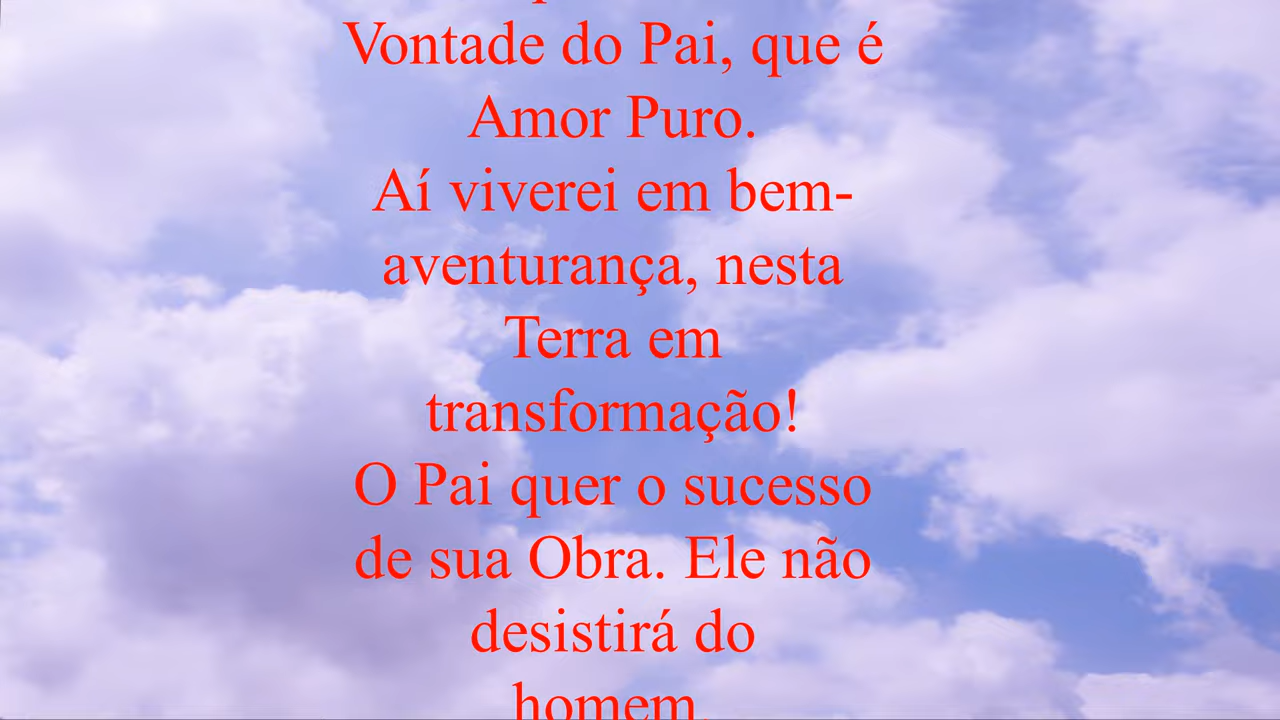 Vontade do Pai, que é
Amor Puro.
Aí viverei em bem-
aventurança, nesta
Terra em
transformação!
O Pai quer o sucesso
de sua Obra. Ele não
desistirá do
homem.